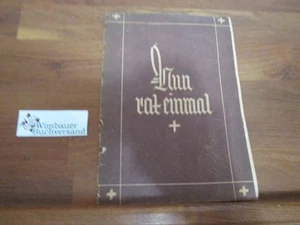 Nun
rat einmal
Wimbauer
Buchversand